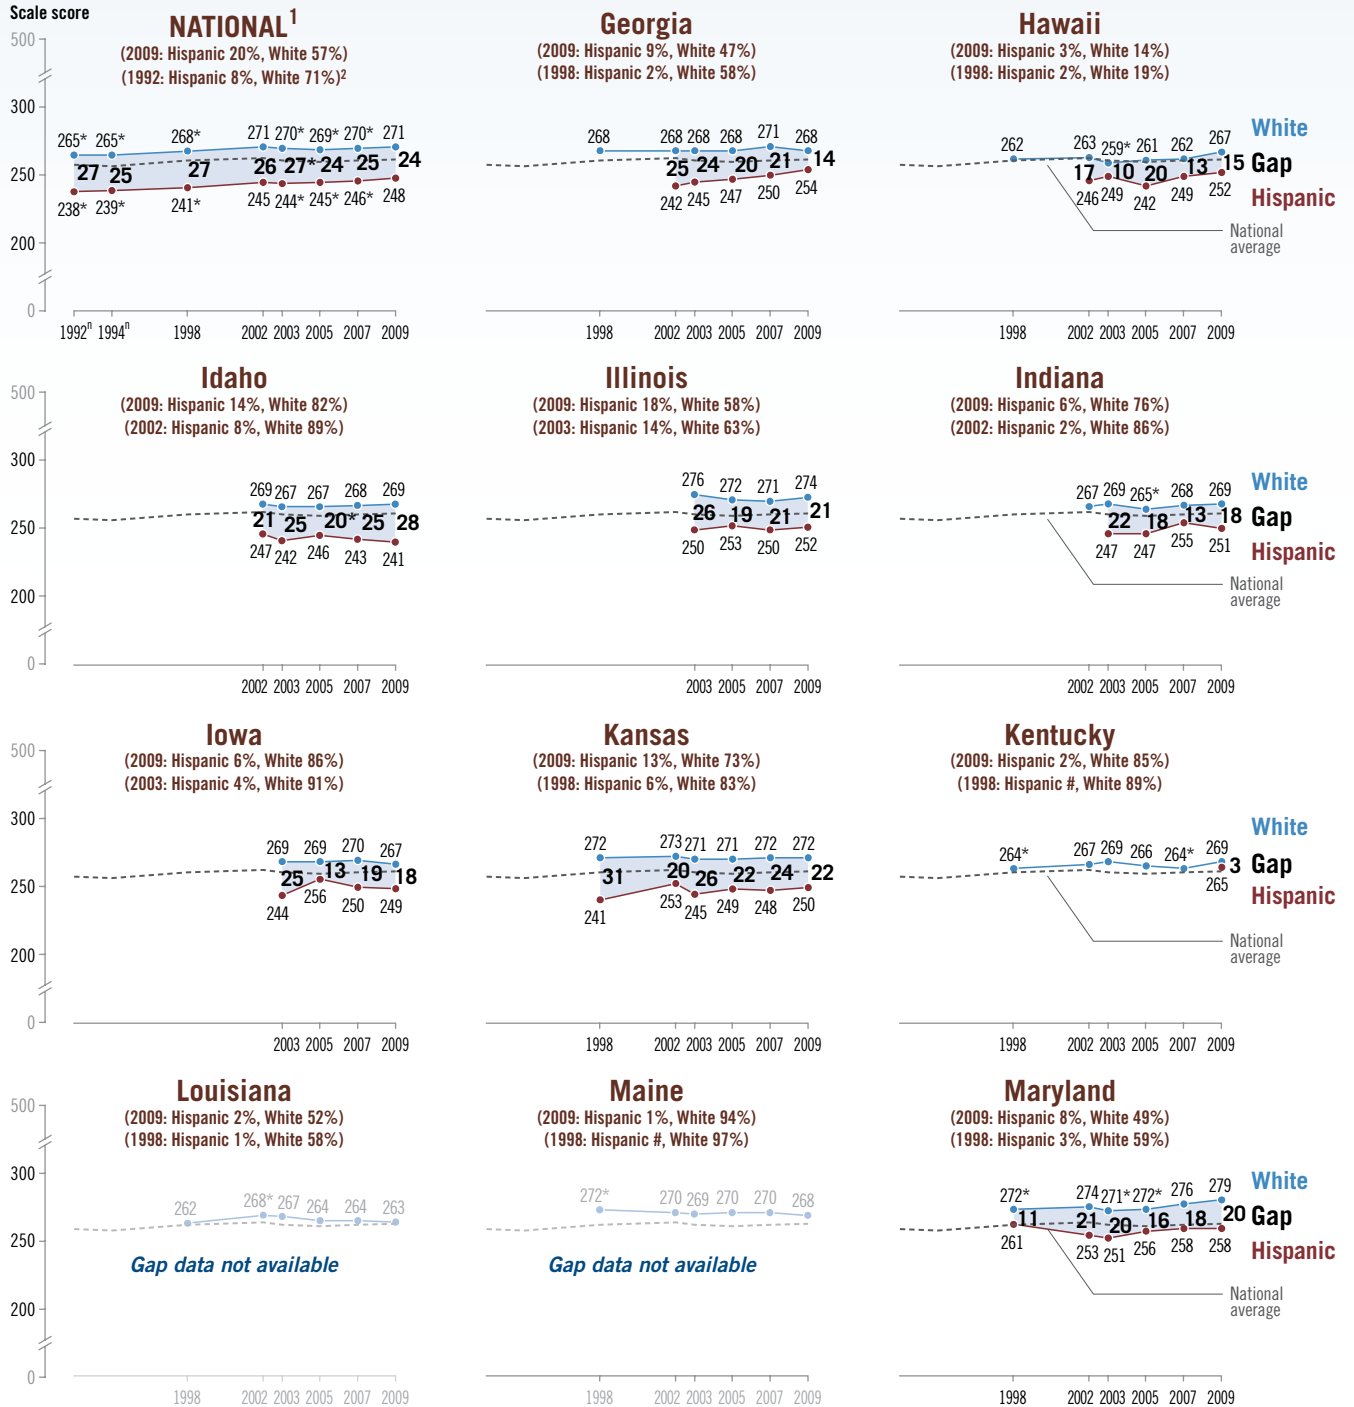 Scale score
NATIONAL1
(2009: Hispanic 20%, White 57%)
(1992: Hispanic 8%, White 71%)2
500
300
250
200
0
265* 265* 268* 271 270* 269* 270* 271
27 25 27 26 27* 24 25 24
238* 239* 241* 245 244* 245* 246* 248
1992n 1994n 1998 2002 2003 2005 2007 2009
Georgia
(2009: Hispanic 9%, White 47%)
(1998: Hispanic 2%, White 58%)
268 268 268 268 271 268
25 24 20 21 14
242 245 247 250 254
1998 2002 2003 2005 2007 2009
Hawaii
(2009: Hispanic 3%, White 14%)
(1998: Hispanic 2%, White 19%)
262 263 259* 261 262 267
17 10 20 13 15
246 249 242 249 252
White
Gap
Hispanic
National
average
1998 2002 2003 2005 2007 2009
Idaho
(2009: Hispanic 14%, White 82%)
(2002: Hispanic 8%, White 89%)
500
300
250
200
0
269 267 267 268 269
21 25 20* 25 28
247 242 246 243 241
2002 2003 2005 2007 2009
Illinois
(2009: Hispanic 18%, White 58%)
(2003: Hispanic 14%, White 63%)
276 272 271 274
26 19 21 21
250 253 250 252
2003 2005 2007 2009
Indiana
(2009: Hispanic 6%, White 76%)
(2002: Hispanic 2%, White 86%)
267 269 265* 268 269
22 18 13 18
247 247 255 251
White
Gap
Hispanic
National
average
2002 2003 2005 2007 2009
Iowa
(2009: Hispanic 6%, White 86%)
(2003: Hispanic 4%, White 91%)
500
300
250
200
0
269 269 270 267
25 13 19 18
244 256 250 249
2003 2005 2007 2009
Kansas
(2009: Hispanic 13%, White 73%)
(1998: Hispanic 6%, White 83%)
272 273 271 271 272 272
31 20 26 22 24 22
241 253 245 249 248 250
1998 2002 2003 2005 2007 2009
Kentucky
(2009: Hispanic 2%, White 85%)
(1998: Hispanic #, White 89%)
264* 267 269 266 264* 269
3
265
White
Gap
Hispanic
National
average
1998 2002 2003 2005 2007 2009
Louisiana
(2009: Hispanic 2%, White 52%)
(1998: Hispanic 1%, White 58%)
500
300
250
200
0
262 268* 267 264 264 263
Gap data not available
1998 2002 2003 2005 2007 2009
Maine
(2009: Hispanic 1%, White 94%)
(1998: Hispanic #, White 97%)
272* 270 269 270 270 268
Gap data not available
1998 2002 2003 2005 2007 2009
Maryland
(2009: Hispanic 8%, White 49%)
(1998: Hispanic 3%, White 59%)
272* 274 271* 272* 276 279
11 21 20 16 18 20
261 253 251 256 258 258
White
Gap
Hispanic
National
average
1998 2002 2003 2005 2007 2009